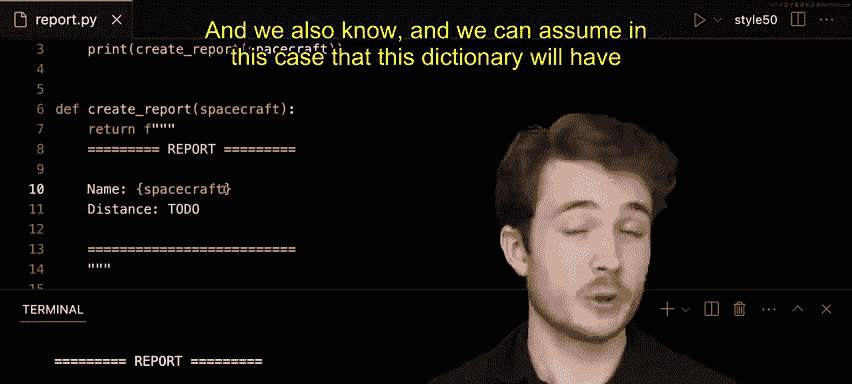 report.py
style50
And we also know, and we can assume in
this case that this dictionary will have
3 print(create_report(spacecraft))
4
5
6 def create_report(spacecraft):
7 return f"""
8 ========= REPORT =========
9
10 Name: {spacecraft}
11 Distance: TODO
12
13 ==========================
14 """
15
TERMINAL
========= REPORT =========